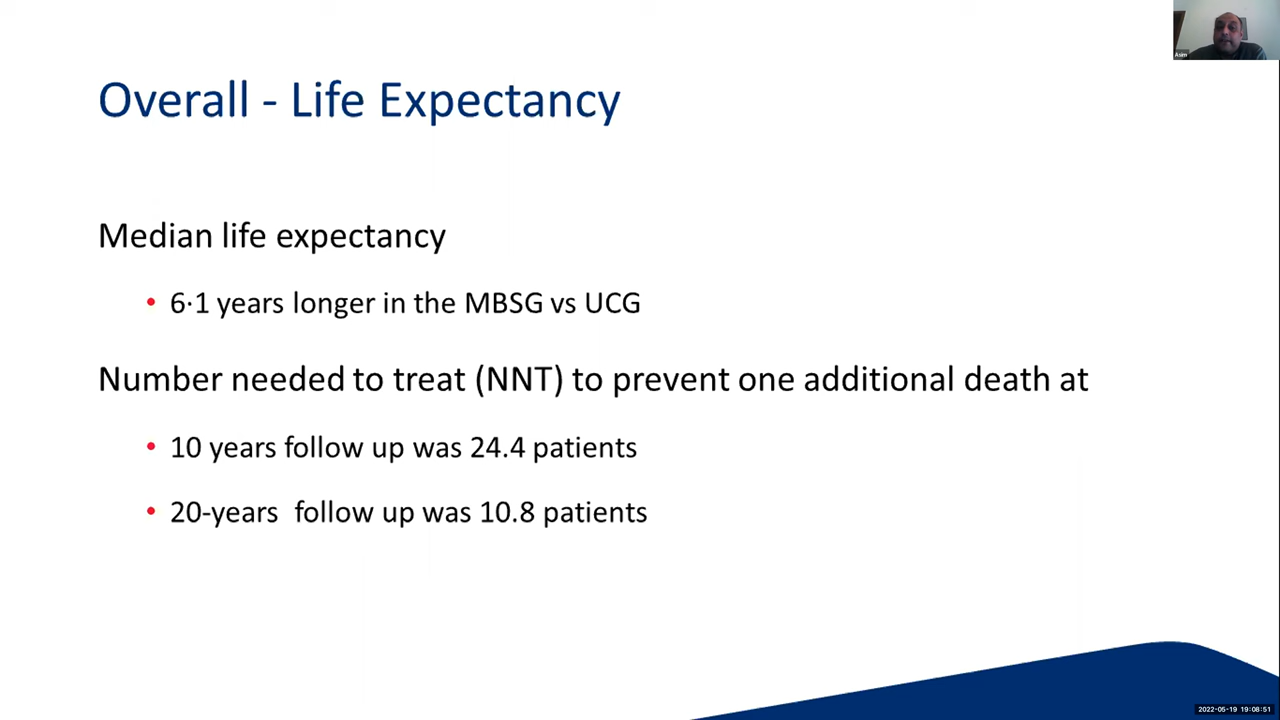 Asim
Overall - Life Expectancy
Median life expectancy
• 6·1 years longer in the MBSG vs UCG
Number needed to treat (NNT) to prevent one additional death at
• 10 years follow up was 24.4 patients
• 20-years  follow up was 10.8 patients
2022-05-19 19:08:51